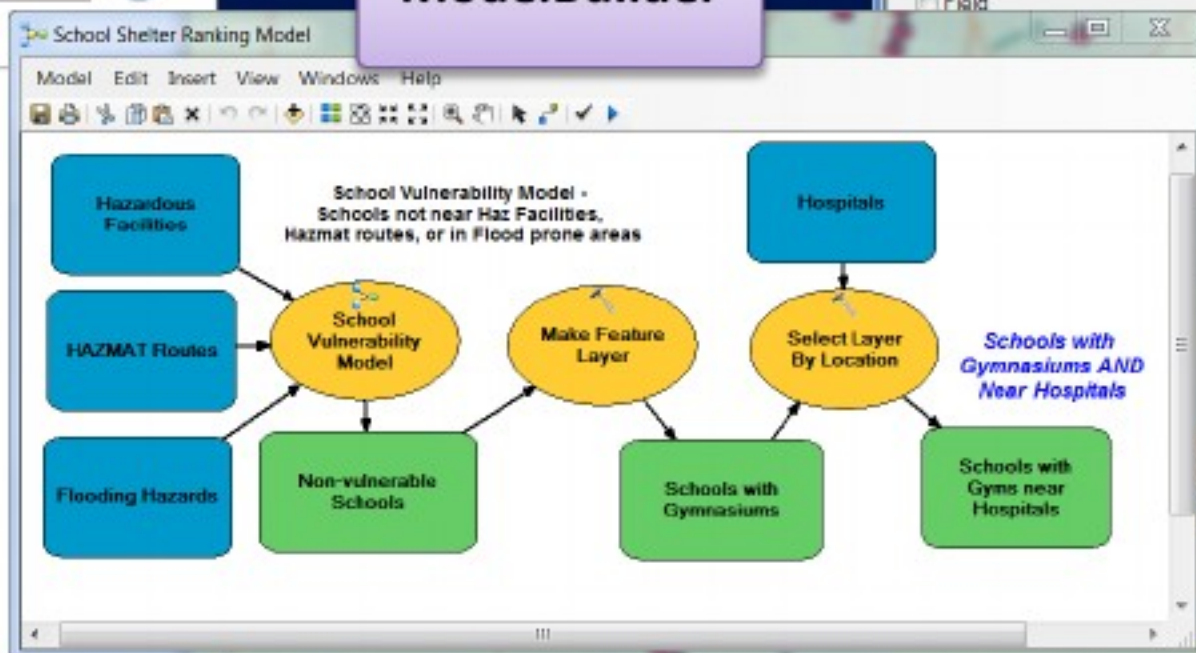 ModelBuilder
Field
School Shelter Ranking Model
Model Edit Insert View Windows Help
Hazardous
Facilities
School Vulnerability Model -
Schools not near Haz Facilities,
Hazmat routes, or in Flood prone areas
Hospitals
HAZMAT Routes
School
Vulnerability
Model
Make Feature
Layer
Select Layer
By Location
Schools with
Gymnasiums AND
Near Hospitals
Flooding Hazards
Non-vulnerable
Schools
Schools with
Gymnasiums
Schools with
Gyms near
Hospitals